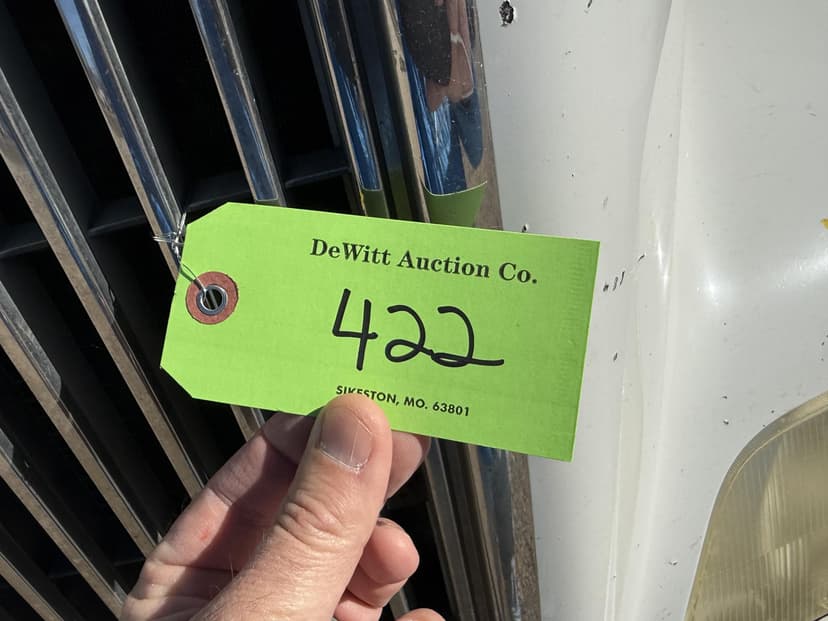 DeWitt Auction Co.
422
SIKESTON, MO. 63801